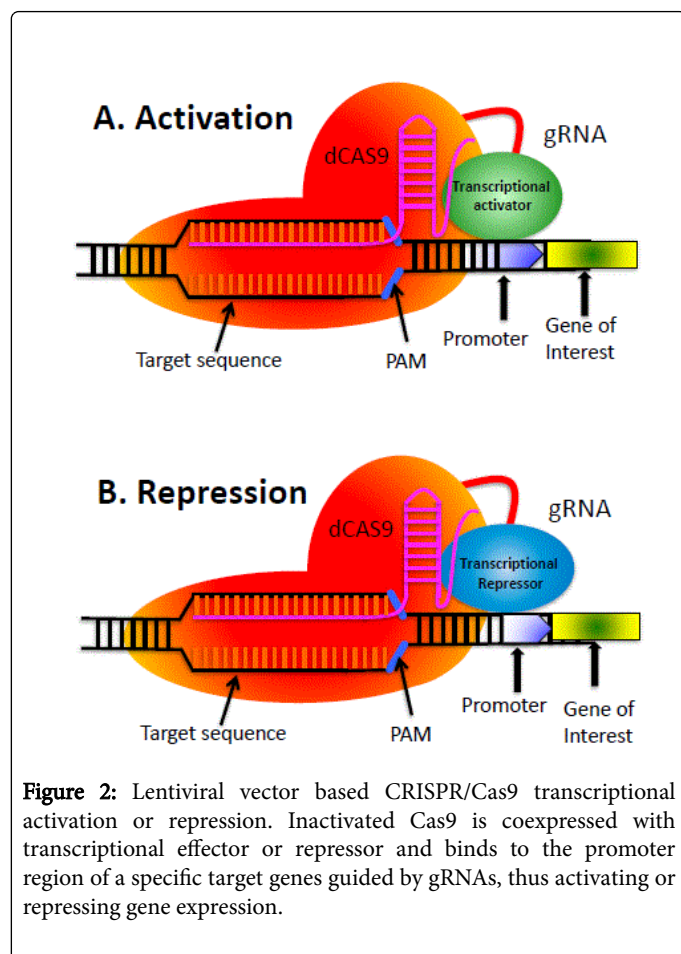 A. Activation
dCAS9
gRNA
Transcriptional
activator
Target sequence
PAM
Promoter
Gene of
Interest
B. Repression
dCAS9
gRNA
Transcriptional
Repressor
Target sequence
PAM
Promoter
Gene of
Interest
Figure 2: Lentiviral vector based CRISPR/Cas9 transcriptional
activation or repression. Inactivated Cas9 is coexpressed with
transcriptional effector or repressor and binds to the promoter
region of a specific target genes guided by gRNAs, thus activating or
repressing gene expression.